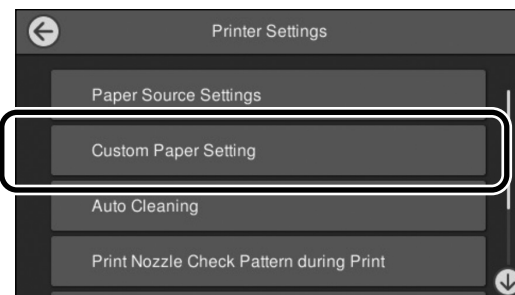 Printer Settings
Paper Source Settings
Custom Paper Setting
Auto Cleaning
Print Nozzle Check Pattern during Print